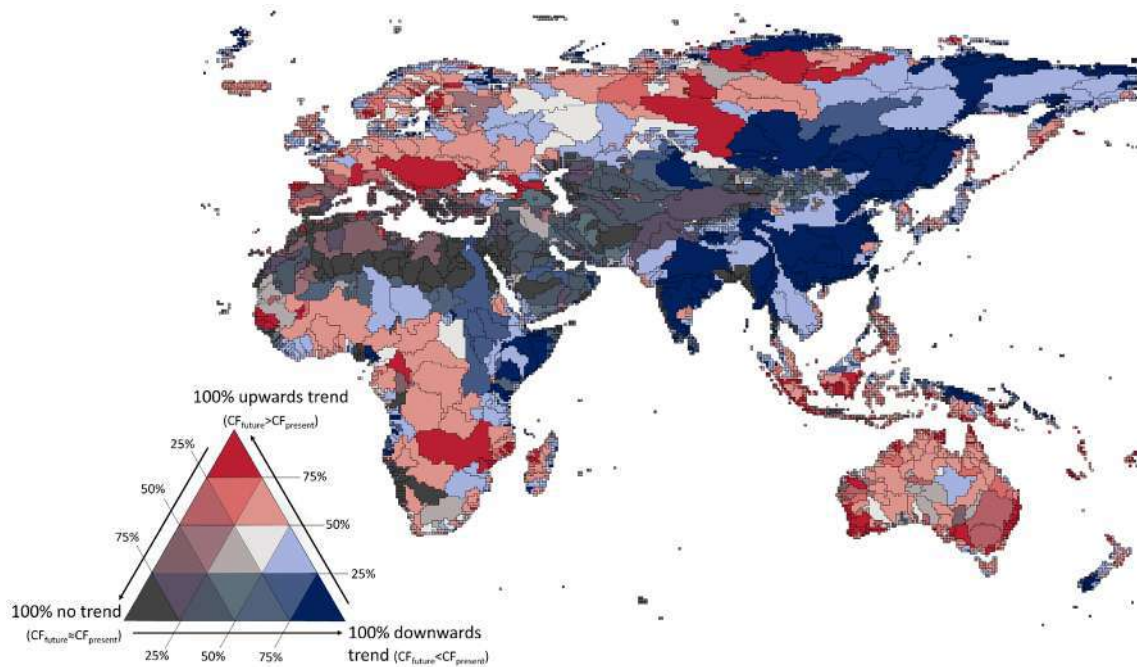 100% upwards trend
(CFfuture>CFpresent)
25%
75%
50%
50%
75%
25%
100% no trend
(CFfuture≈CFpresent)
100% downwards
trend (CFfuture<CFpresent)
25%
50%
75%